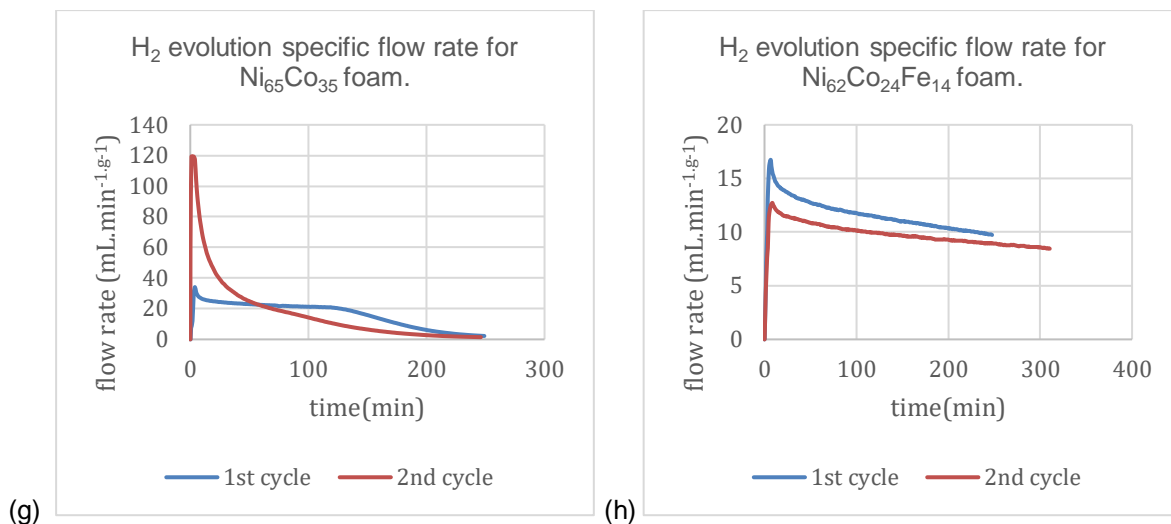 H₂ evolution specific flow rate for
Ni₆₅Co₃₅ foam.
flow rate (mL.min⁻¹·g⁻¹)
140
120
100
80
60
40
20
0
0 100 200 300
time(min)
1st cycle 2nd cycle
(g)
H₂ evolution specific flow rate for
Ni₆₂Co₂₄Fe₁₄ foam.
flow rate (mL.min⁻¹·g⁻¹)
20
15
10
5
0
0 100 200 300 400
time(min)
1st cycle 2nd cycle
(h)